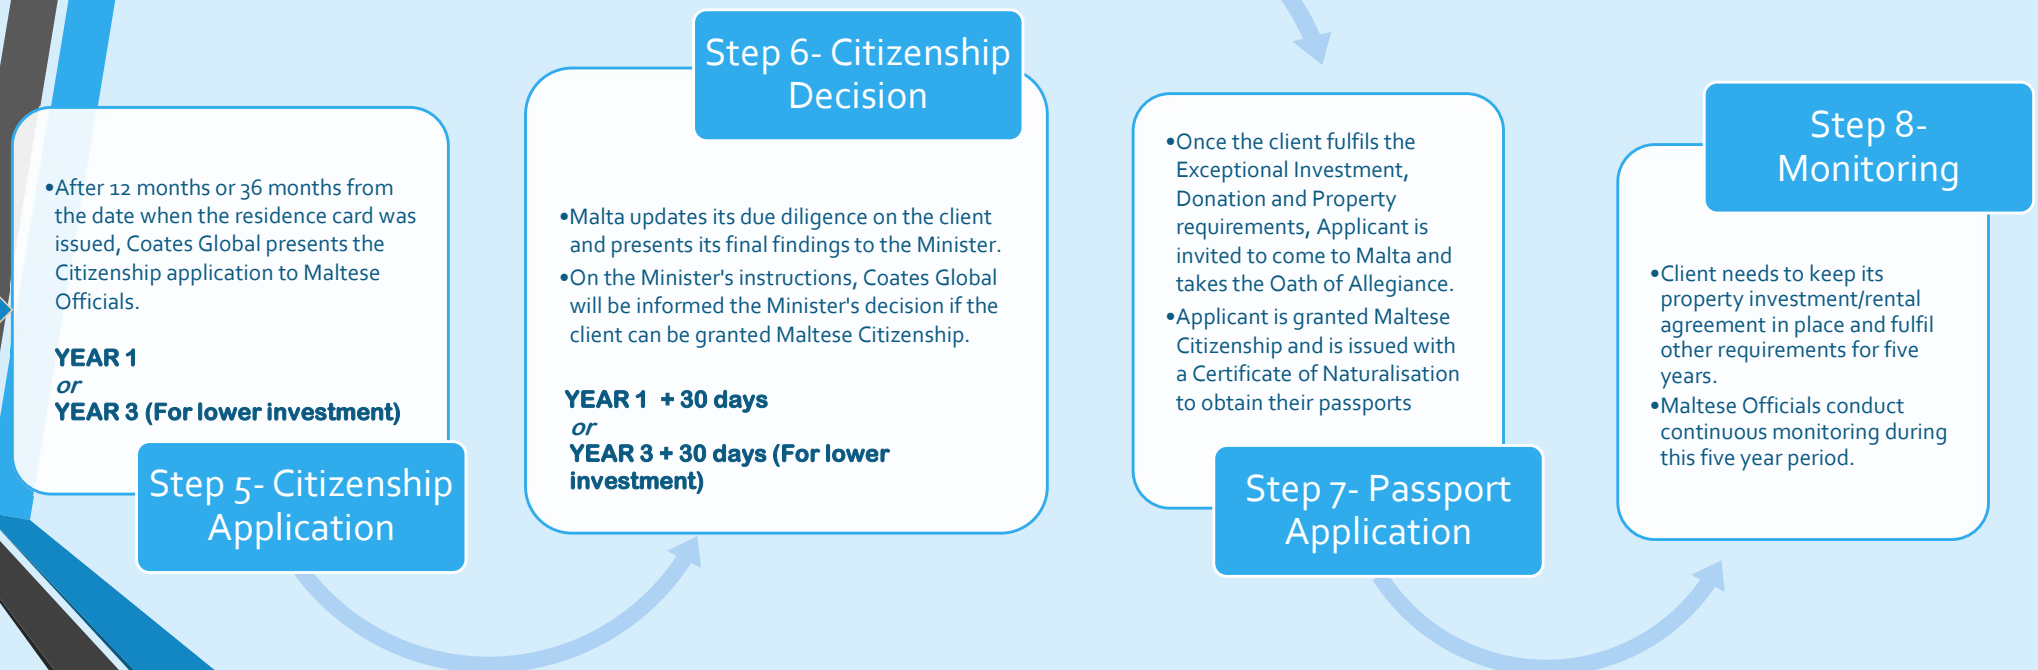 •After 12 months or 36 months from
the date when the residence card was
issued, Coates Global presents the
Citizenship application to Maltese
Officials.
YEAR 1
or
YEAR 3 (For lower investment)
Step 5- Citizenship
Application
Step 6- Citizenship
Decision
•Malta updates its due diligence on the client
and presents its final findings to the Minister.
•On the Minister's instructions, Coates Global
will be informed the Minister's decision if the
client can be granted Maltese Citizenship.
YEAR 1 + 30 days
or
YEAR 3 + 30 days (For lower
investment)
•Once the client fulfils the
Exceptional Investment,
Donation and Property
requirements, Applicant is
invited to come to Malta and
takes the Oath of Allegiance.
•Applicant is granted Maltese
Citizenship and is issued with
a Certificate of Naturalisation
to obtain their passports
Step 7- Passport
Application
Step 8-
Monitoring
•Client needs to keep its
property investment/rental
agreement in place and fulfil
other requirements for five
years.
•Maltese Officials conduct
continuous monitoring during
this five year period.